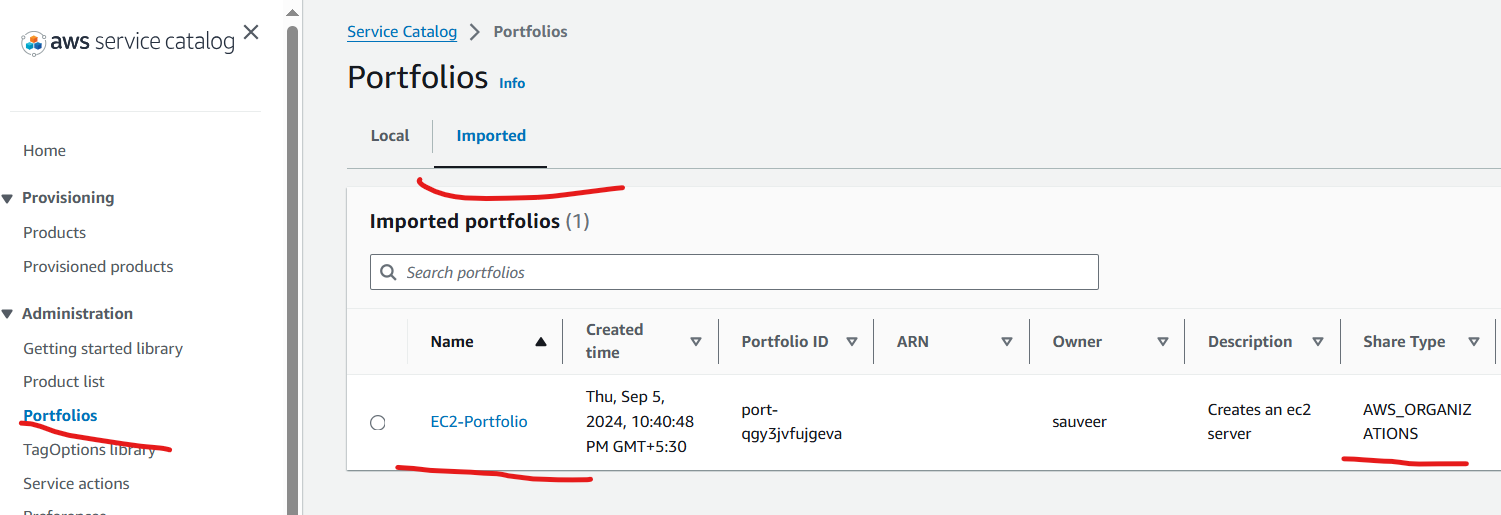 aws service catalog
Home
Provisioning
Products
Provisioned products
Administration
Getting started library
Product list
Portfolios
TagOptions library
Service actions
Preferences
Service Catalog > Portfolios
Portfolios Info
Local Imported
Imported portfolios (1)
Search portfolios
Name
Created
time
Portfolio ID
ARN
Owner
Description
Share Type
EC2-Portfolio
Thu, Sep 5,
2024, 10:40:48
PM GMT+5:30
port-
qgy3jvfujgeva
sauveer
Creates an ec2
server
AWS_ORGANIZ
ATIONS